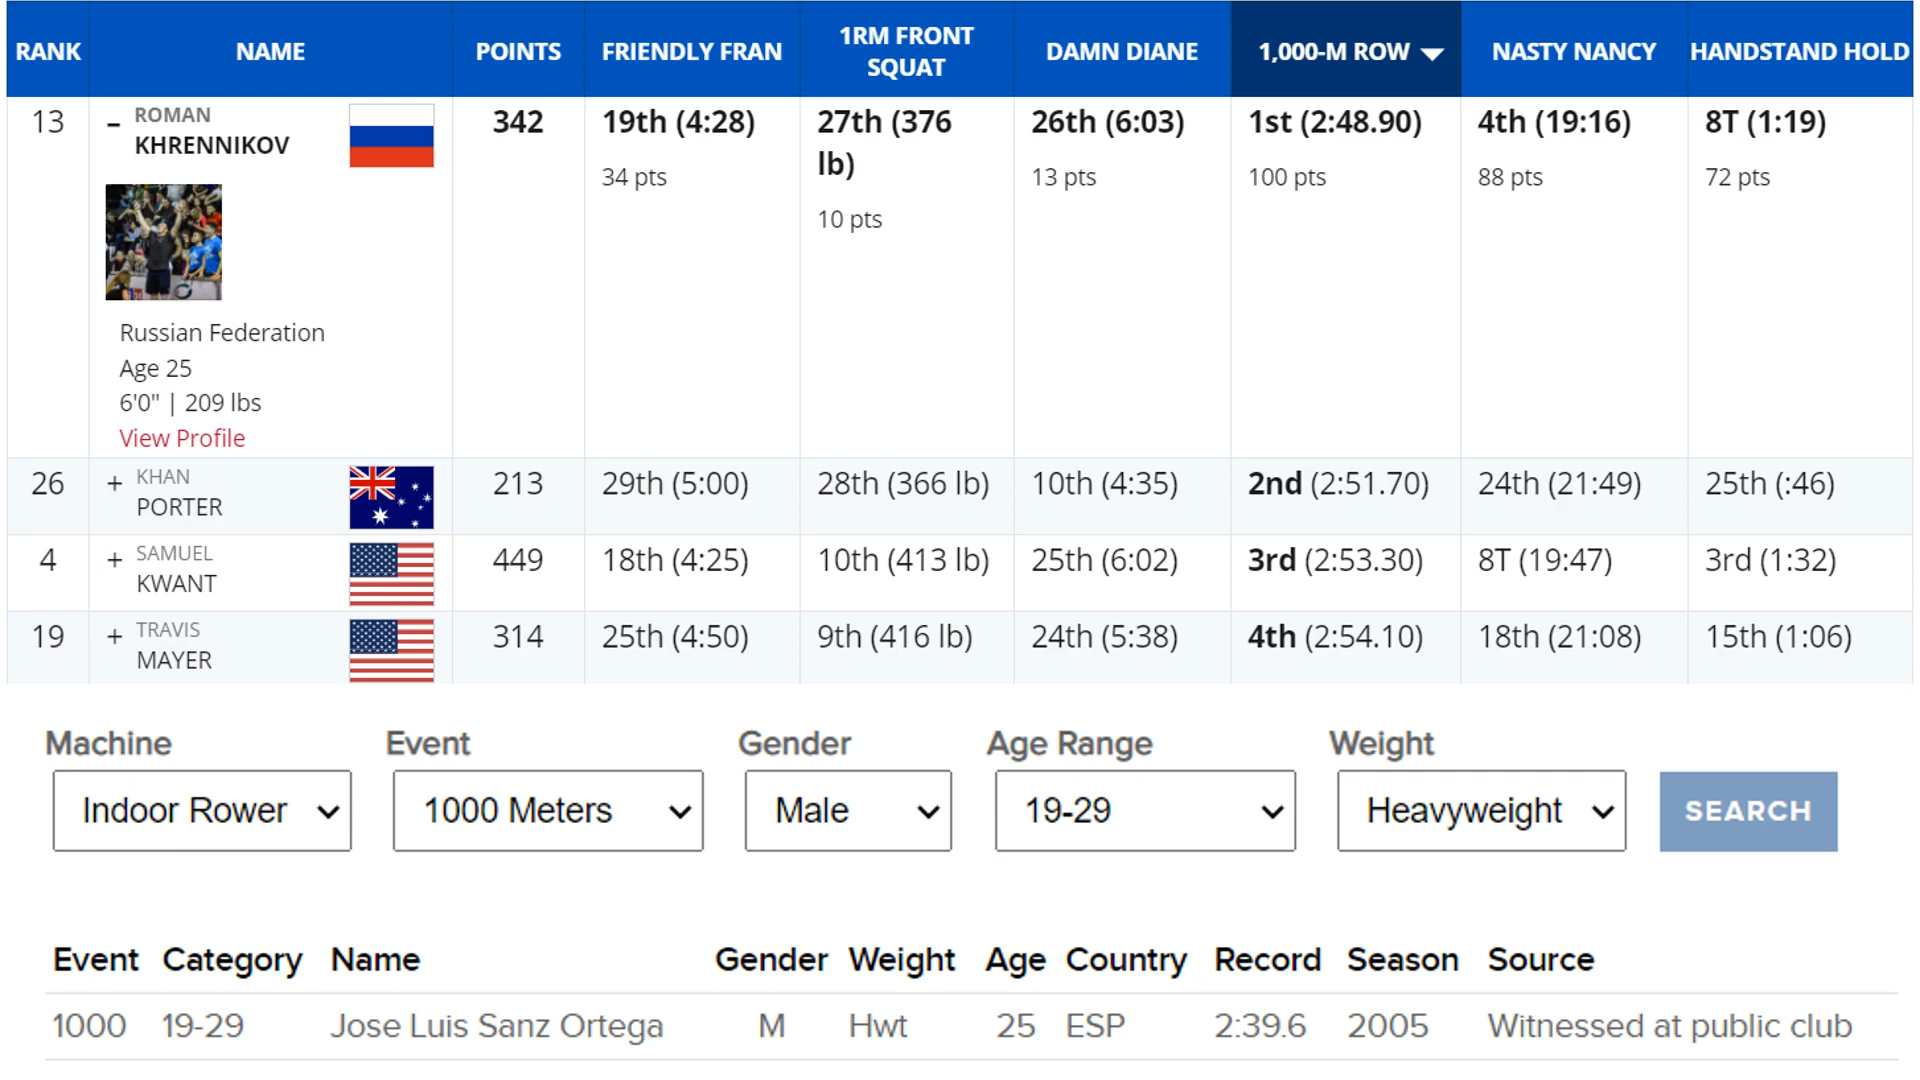 RANK NAME POINTS FRIENDLY FRAN 1RM FRONT SQUAT DAMN DIANE 1,000-M ROW NASTY NANCY HANDSTAND HOLD
13 – ROMAN KHRENNIKOV 342 19th (4:28) 27th (376 lb) 26th (6:03) 1st (2:48.90) 4th (19:16) 8T (1:19)
34 pts 10 pts 13 pts 100 pts 88 pts 72 pts
Russian Federation
Age 25
6'0" | 209 lbs
View Profile
26 + KHAN PORTER 213 29th (5:00) 28th (366 lb) 10th (4:35) 2nd (2:51.70) 24th (21:49) 25th (:46)
4 + SAMUEL KWANT 449 18th (4:25) 10th (413 lb) 25th (6:02) 3rd (2:53.30) 8T (19:47) 3rd (1:32)
19 + TRAVIS MAYER 314 25th (4:50) 9th (416 lb) 24th (5:38) 4th (2:54.10) 18th (21:08) 15th (1:06)
Machine Event Gender Age Range Weight
Indoor Rower 1000 Meters Male 19-29 Heavyweight SEARCH
Event Category Name Gender Weight Age Country Record Season Source
1000 19-29 Jose Luis Sanz Ortega M Hwt 25 ESP 2:39.6 2005 Witnessed at public club